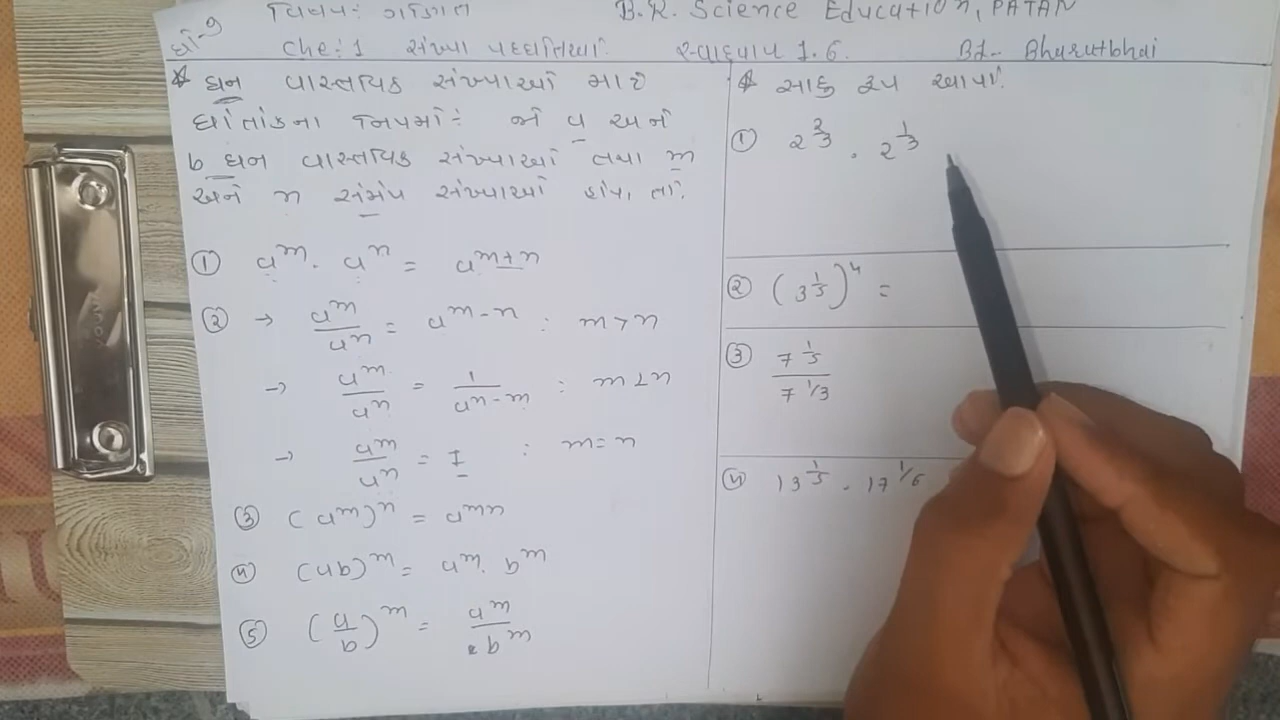 ધો-9 વિષય: ગણિત B.R. Science Education, PATAN
Che: 1 સંખ્યા પદ્ધતિયો. સ્વાધ્યાય 1.6. By- Bharatbhai
* ઘન વાસ્તવિક સંખ્યાઓ માટે
ઘાતાંકના નિયમો: જો a અને
b ઘન વાસ્તવિક સંખ્યાઓ તથા m
અને n સંમેય સંખ્યાઓ હોય, તો.
① a^m · a^n = a^{m+n}
② → a^m/a^n = a^{m-n} : m > n
→ a^m/a^n = 1/a^{n-m} : m < n
→ a^m/a^n = 1 : m = n
③ (a^m)^n = a^{mn}
④ (ab)^m = a^m · b^m
⑤ (a/b)^m = a^m/b^m
* સાદુ રૂપ આપો.
① 2^{2/3} · 2^{1/3}
② (3^{1/5})^4 =
③ 7^{1/5}/7^{1/3}
④ 13^{1/5} · 17^{1/5}